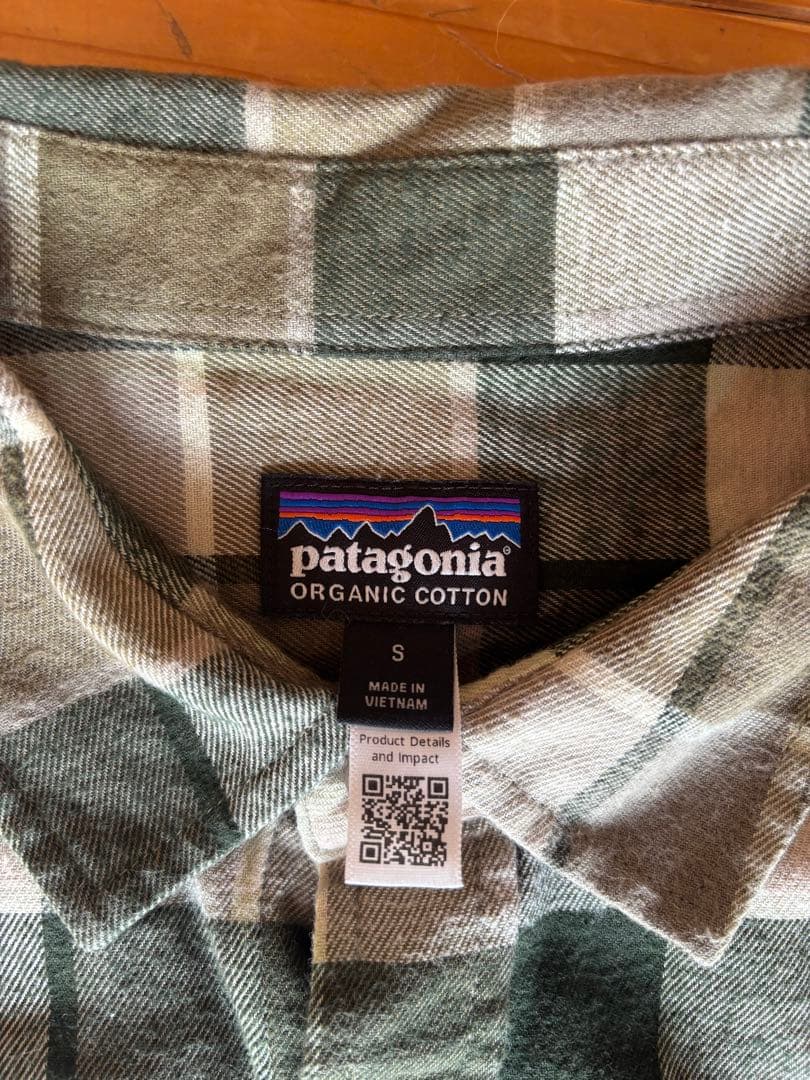 patagonia®
ORGANIC COTTON
S
MADE IN
VIETNAM
Product Details
and Impact